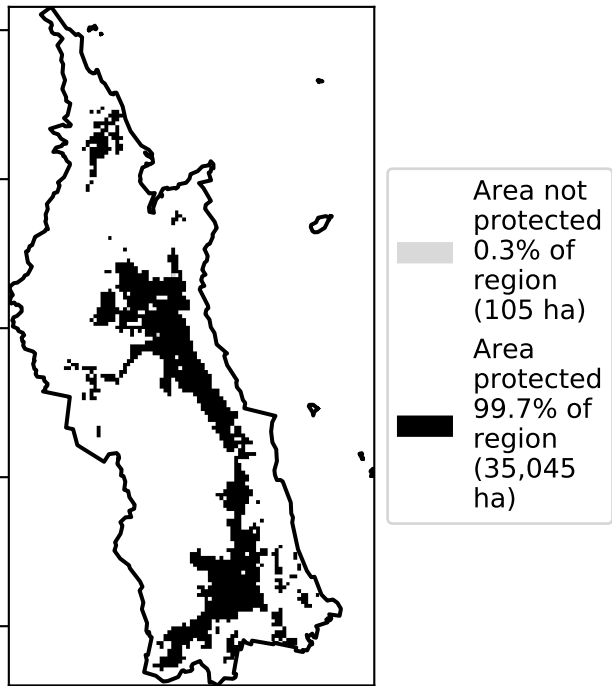 Area not
protected
0.3% of
region
(105 ha)
Area
protected
99.7% of
region
(35,045
ha)